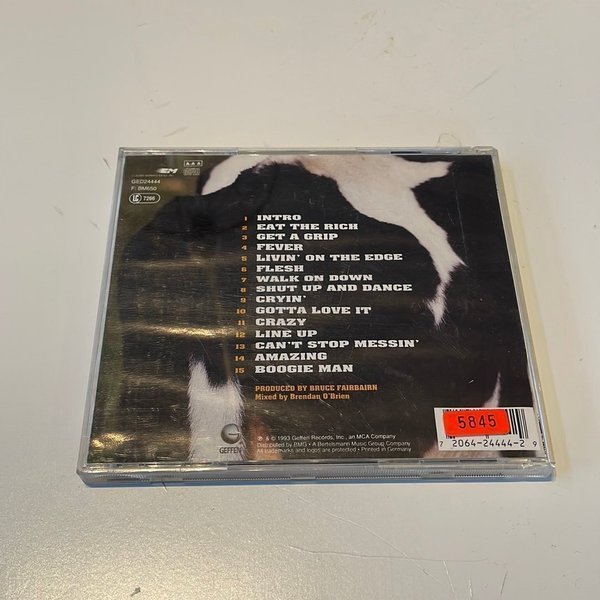 GED24444
F: BM650
LC 7266
AAD
1 INTRO
2 EAT THE RICH
3 GET A GRIP
4 FEVER
5 LIVIN' ON THE EDGE
6 FLESH
7 WALK ON DOWN
8 SHUT UP AND DANCE
9 CRYIN'
10 GOTTA LOVE IT
11 CRAZY
12 LINE UP
13 CAN'T STOP MESSIN'
14 AMAZING
15 BOOGIE MAN
PRODUCED BY BRUCE FAIRBAIRN
Mixed by Brendan O'Brien
GEFFEN
℗ & © 1993 Geffen Records, Inc., an MCA Company
Distributed by BMG • A Bertelsmann Music Group Company
All trademarks and logos are protected • Printed in Germany
5845
7 2064-24444-2 9